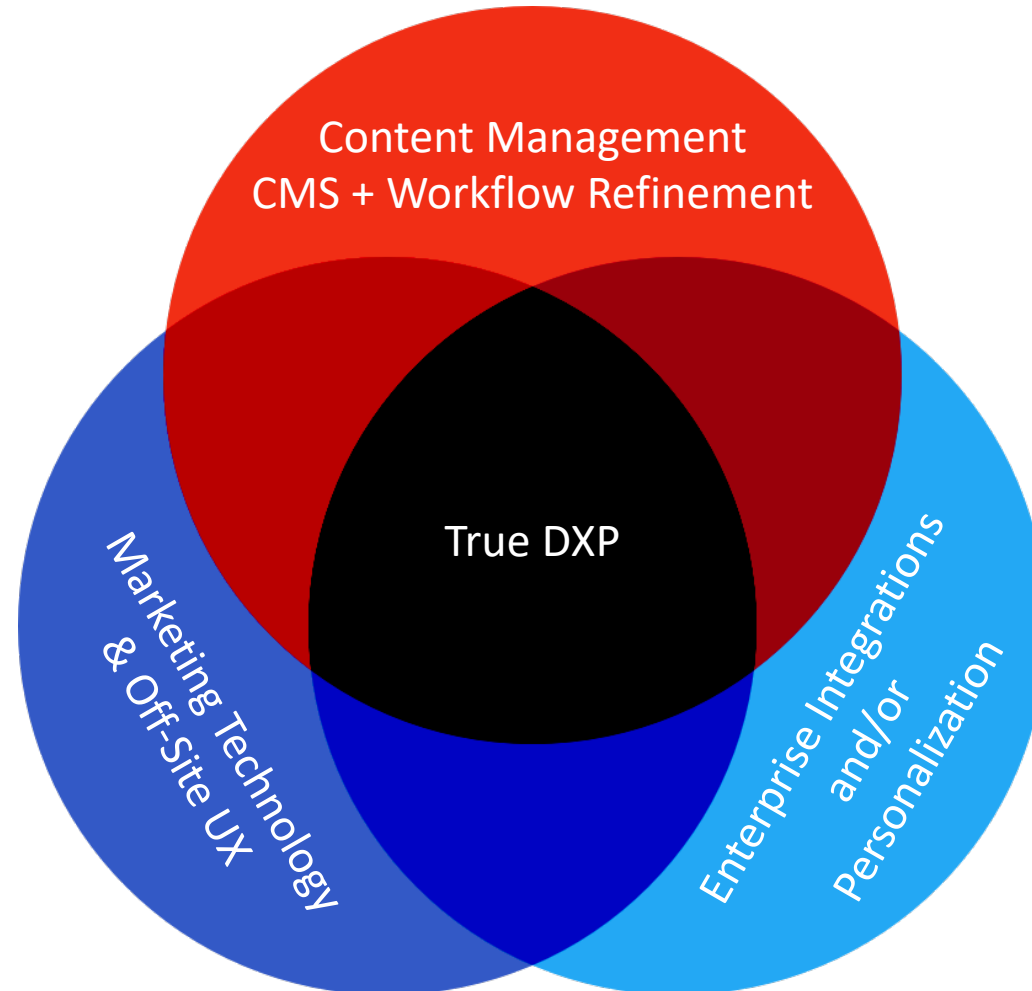 Content Management
CMS + Workflow Refinement
True DXP
Marketing Technology
& Off-Site UX
Enterprise Integrations
and/or
Personalization